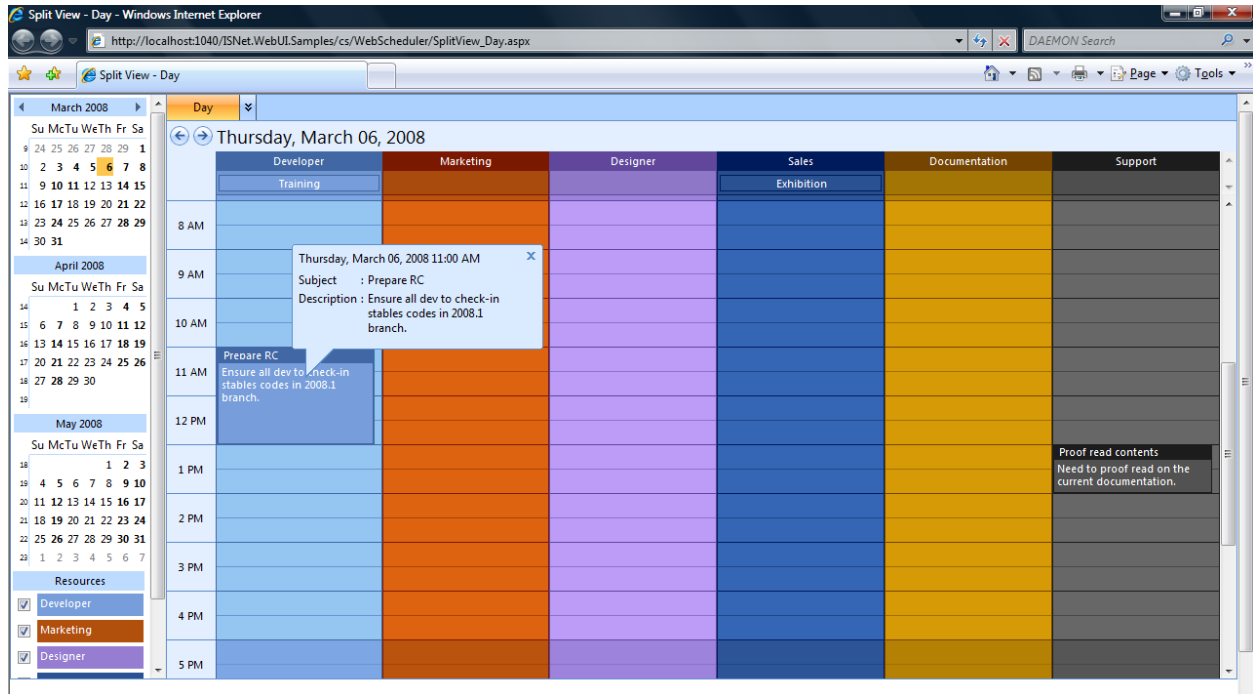 Split View - Day - Windows Internet Explorer
http://localhost:1040/ISNet.WebUI.Samples/cs/WebScheduler/SplitView_Day.aspx
DAEMON Search
Split View - Day
Page
Tools
March 2008
Su McTu WeTh Fr Sa
9 24 25 26 27 28 29 1
10 2 3 4 5 6 7 8
11 9 10 11 12 13 14 15
12 16 17 18 19 20 21 22
13 23 24 25 26 27 28 29
14 30 31
April 2008
Su McTu WeTh Fr Sa
14 1 2 3 4 5
15 6 7 8 9 10 11 12
16 13 14 15 16 17 18 19
17 20 21 22 23 24 25 26
18 27 28 29 30
19
May 2008
Su McTu WeTh Fr Sa
18 1 2 3
19 4 5 6 7 8 9 10
20 11 12 13 14 15 16 17
21 18 19 20 21 22 23 24
22 25 26 27 28 29 30 31
23 1 2 3 4 5 6 7
Resources
Developer
Marketing
Designer
Day
Thursday, March 06, 2008
Developer Marketing Designer Sales Documentation Support
Training Exhibition
8 AM
9 AM
10 AM
11 AM
12 PM
1 PM
2 PM
3 PM
4 PM
5 PM
Thursday, March 06, 2008 11:00 AM
Subject : Prepare RC
Description : Ensure all dev to check-in
stables codes in 2008.1
branch.
Prepare RC
Ensure all dev to check-in
stables codes in 2008.1
branch.
Proof read contents
Need to proof read on the
current documentation.